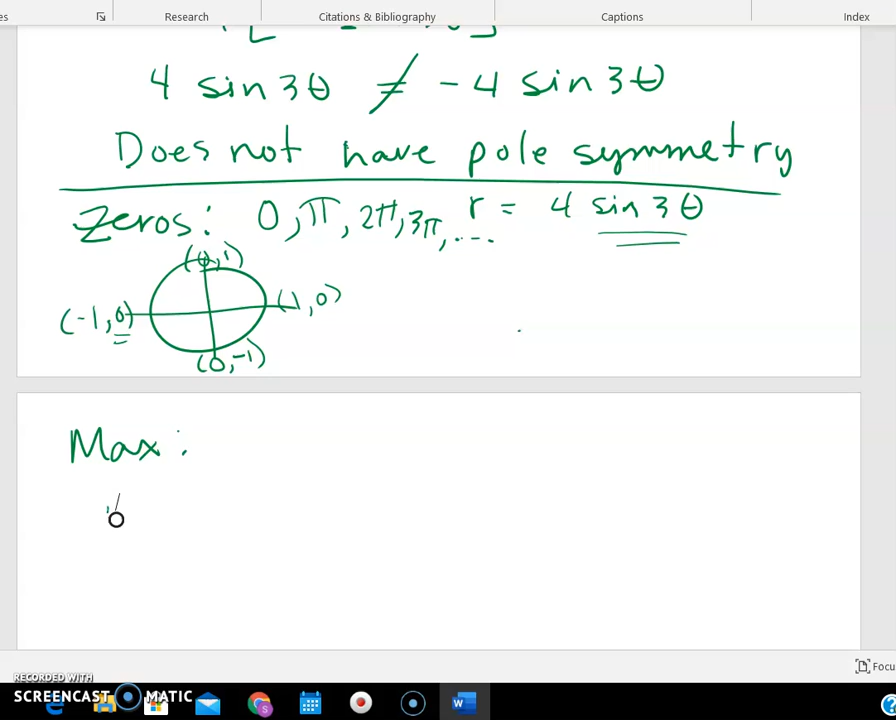 Research Citations & Bibliography Captions Index
4 sin 3θ ≠ -4 sin 3θ
Does not have pole symmetry
Zeros: 0, π, 2π, 3π, ... r = 4 sin 3θ
(0,1)
(-1,0) (1,0)
(0,-1)
Max:
Focu
RECORDED WITH
SCREENCAST MATIC